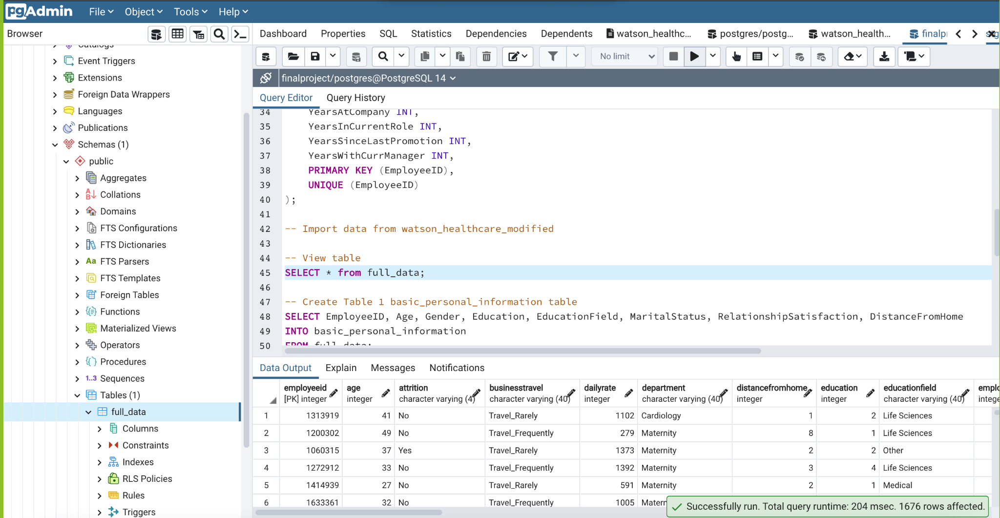 pgAdmin File Object Tools Help
Browser
Dashboard Properties SQL Statistics Dependencies Dependents watson_healthc... postgres/postg... watson_health...
No limit
finalproject/postgres@PostgreSQL 14
Query Editor Query History
Catalogs
Event Triggers
Extensions
Foreign Data Wrappers
Languages
Publications
Schemas (1)
public
Aggregates
Collations
Domains
FTS Configurations
FTS Dictionaries
Aa FTS Parsers
FTS Templates
Foreign Tables
Functions
Materialized Views
Operators
Procedures
1..3 Sequences
Tables (1)
full_data
Columns
Constraints
Indexes
RLS Policies
Rules
Triggers
34 YearsAtCompany INT,
35 YearsInCurrentRole INT,
36 YearsSinceLastPromotion INT,
37 YearsWithCurrManager INT,
38 PRIMARY KEY (EmployeeID),
39 UNIQUE (EmployeeID)
40 );
41
42 -- Import data from watson_healthcare_modified
43
44 -- View table
45 SELECT * from full_data;
46
47 -- Create Table 1 basic_personal_information table
48 SELECT EmployeeID, Age, Gender, Education, EducationField, MaritalStatus, RelationshipSatisfaction, DistanceFromHome
49 INTO basic_personal_information
50 FROM full_data;
Data Output Explain Messages Notifications
employeeid age attrition businesstravel dailyrate department distancefromhome education educationfield
[PK] integer integer character varying (4) character varying (40) integer character varying (40) integer integer character varying (40)
1 1313919 41 No Travel_Rarely 1102 Cardiology 1 2 Life Sciences
2 1200302 49 No Travel_Frequently 279 Maternity 8 1 Life Sciences
3 1060315 37 Yes Travel_Rarely 1373 Maternity 2 2 Other
4 1272912 33 No Travel_Frequently 1392 Maternity 3 4 Life Sciences
5 1414939 27 No Travel_Rarely 591 Maternity 2 1 Medical
6 1633361 32 No Travel_Frequently 1005
Successfully run. Total query runtime: 204 msec. 1676 rows affected.